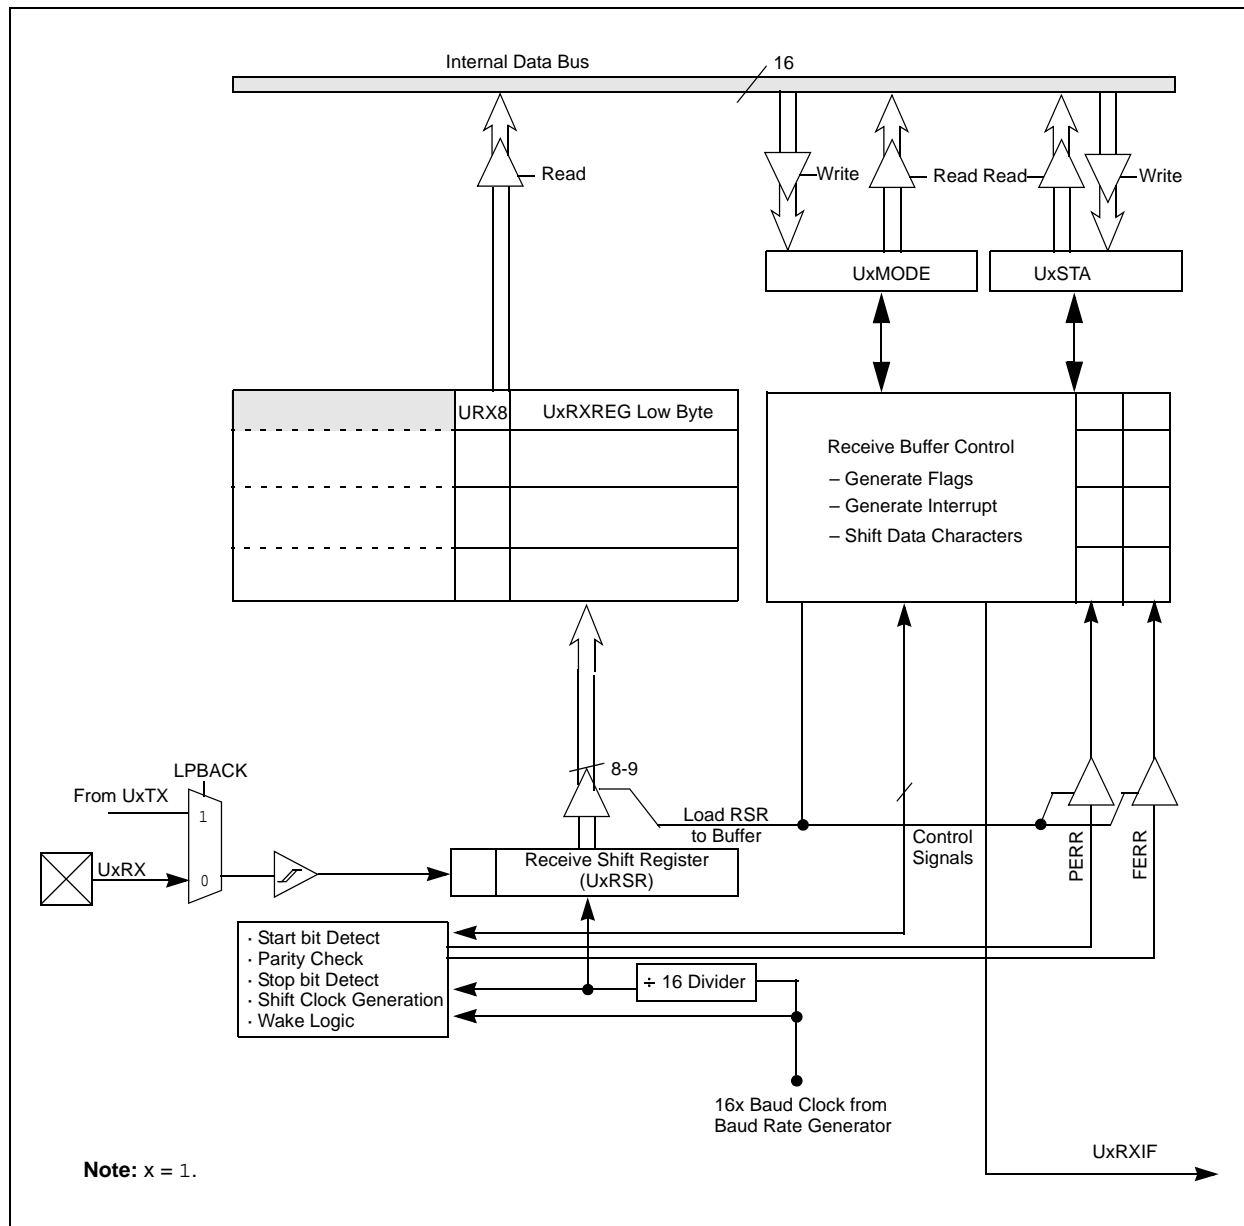 Internal Data Bus
16
Read
Write
Read Read
Write
UxMODE
UxSTA
URX8
UxRXREG Low Byte
Receive Buffer Control
– Generate Flags
– Generate Interrupt
– Shift Data Characters
8-9
LPBACK
From UxTX
1
Load RSR
to Buffer
Control
Signals
PERR
FERR
UxRX
0
Receive Shift Register
(UxRSR)
· Start bit Detect
· Parity Check
· Stop bit Detect
· Shift Clock Generation
· Wake Logic
÷ 16 Divider
16x Baud Clock from
Baud Rate Generator
UxRXIF
Note: x = 1.